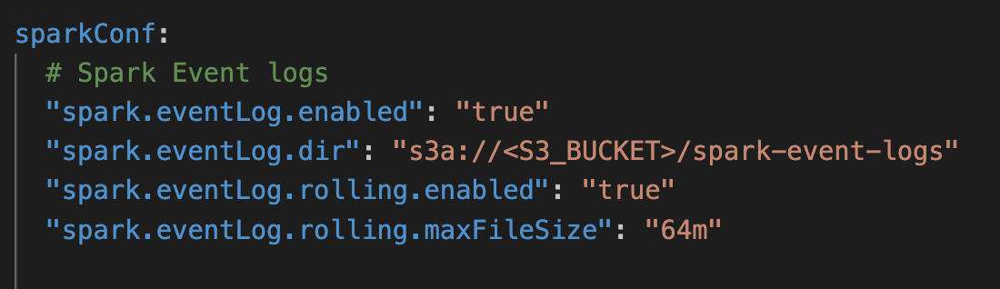 sparkConf:
# Spark Event logs
"spark.eventLog.enabled": "true"
"spark.eventLog.dir": "s3a://<S3_BUCKET>/spark-event-logs"
"spark.eventLog.rolling.enabled": "true"
"spark.eventLog.rolling.maxFileSize": "64m"